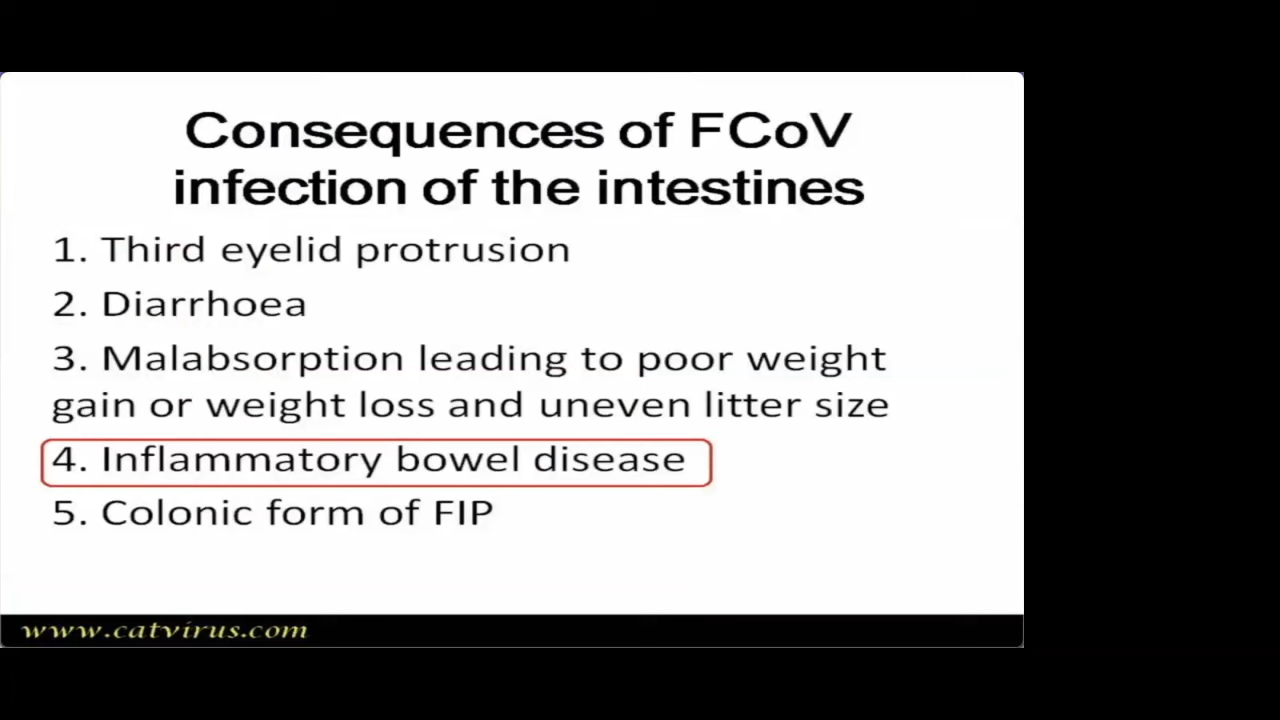 Consequences of FCoV
infection of the intestines
1. Third eyelid protrusion
2. Diarrhoea
3. Malabsorption leading to poor weight
gain or weight loss and uneven litter size
4. Inflammatory bowel disease
5. Colonic form of FIP
www.catvirus.com